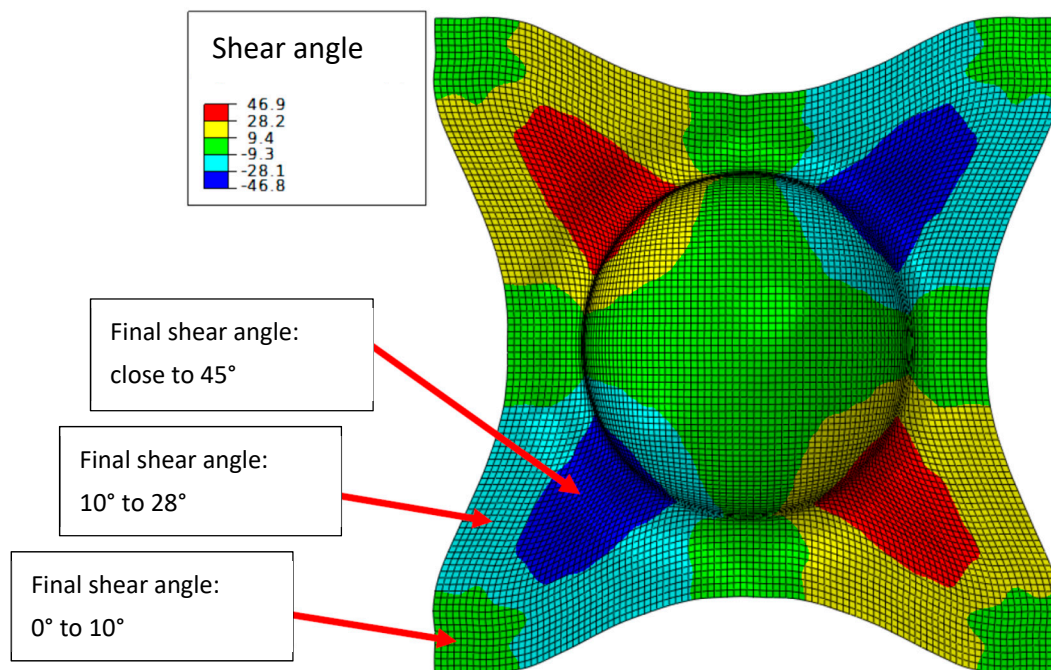 Shear angle
46.9
28.2
9.4
-9.3
-28.1
-46.8
Final shear angle:
close to 45°
Final shear angle:
10° to 28°
Final shear angle:
0° to 10°